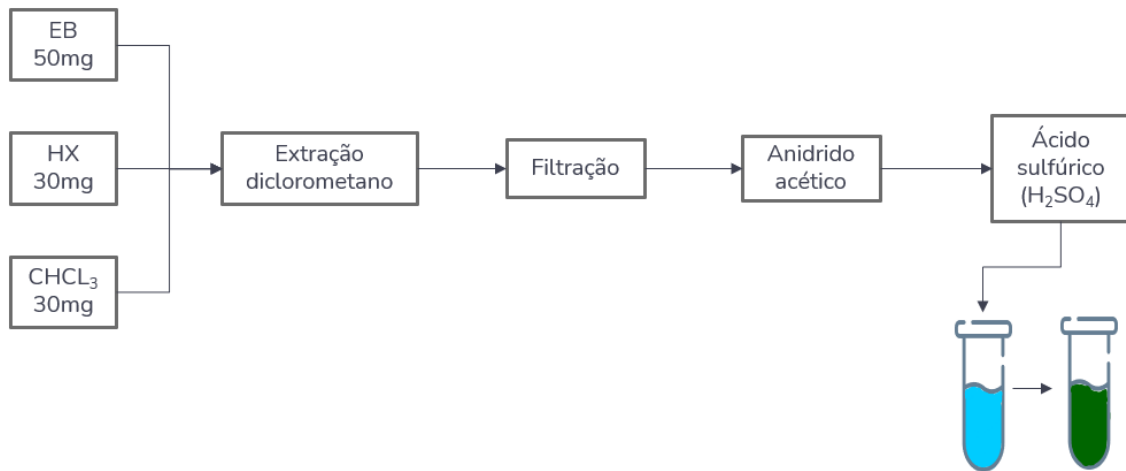 EB
50mg
HX
30mg
CHCL₃
30mg
Extração
diclorometano
Filtração
Anidrido
acético
Ácido
sulfúrico
(H₂SO₄)